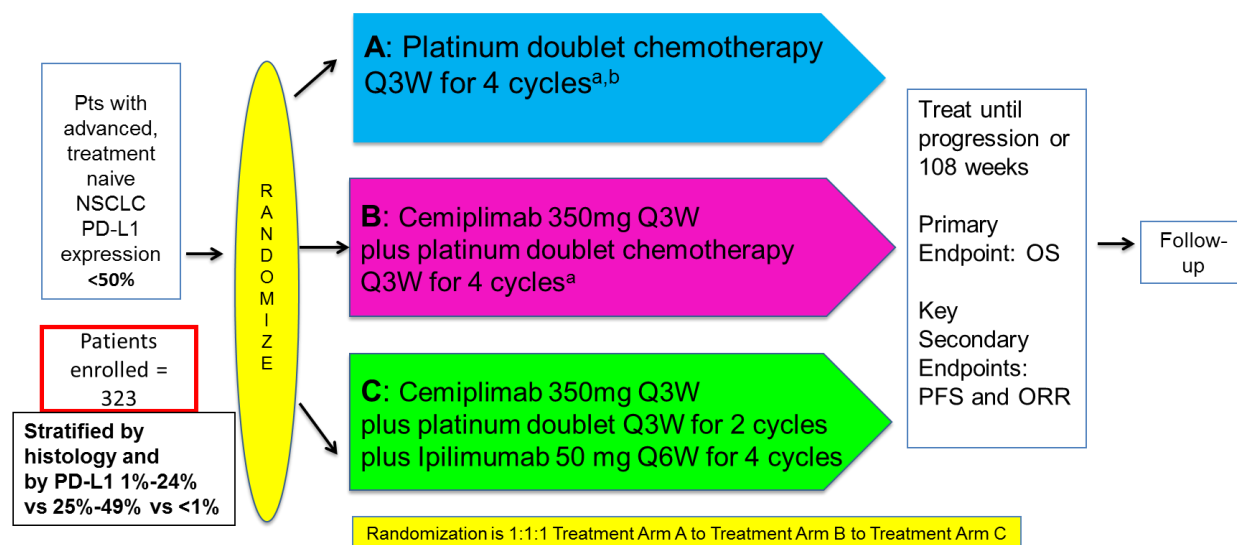 Pts with
advanced,
treatment
naive
NSCLC
PD-L1
expression
<50%
Patients
enrolled =
323
Stratified by
histology and
by PD-L1 1%-24%
vs 25%-49% vs <1%
R
A
N
D
O
M
I
Z
E
A: Platinum doublet chemotherapy
Q3W for 4 cyclesᵃ,ᵇ
B: Cemiplimab 350mg Q3W
plus platinum doublet chemotherapy
Q3W for 4 cyclesᵃ
C: Cemiplimab 350mg Q3W
plus platinum doublet Q3W for 2 cycles
plus Ipilimumab 50 mg Q6W for 4 cycles
Randomization is 1:1:1 Treatment Arm A to Treatment Arm B to Treatment Arm C
Treat until
progression or
108 weeks
Primary
Endpoint: OS
Key
Secondary
Endpoints:
PFS and ORR
Follow-
up